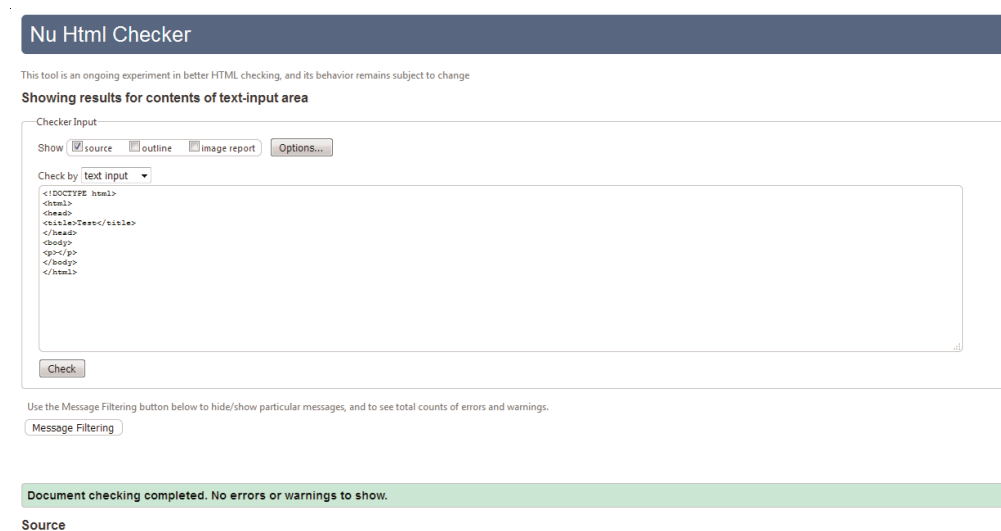 Nu Html Checker
This tool is an ongoing experiment in better HTML checking, and its behavior remains subject to change
Showing results for contents of text-input area
Checker Input
Show source outline image report Options...
Check by text input
<!DOCTYPE html>
<html>
<head>
<title>Test</title>
</head>
<body>
<p></p>
</body>
</html>
Check
Use the Message Filtering button below to hide/show particular messages, and to see total counts of errors and warnings.
Message Filtering
Document checking completed. No errors or warnings to show.
Source